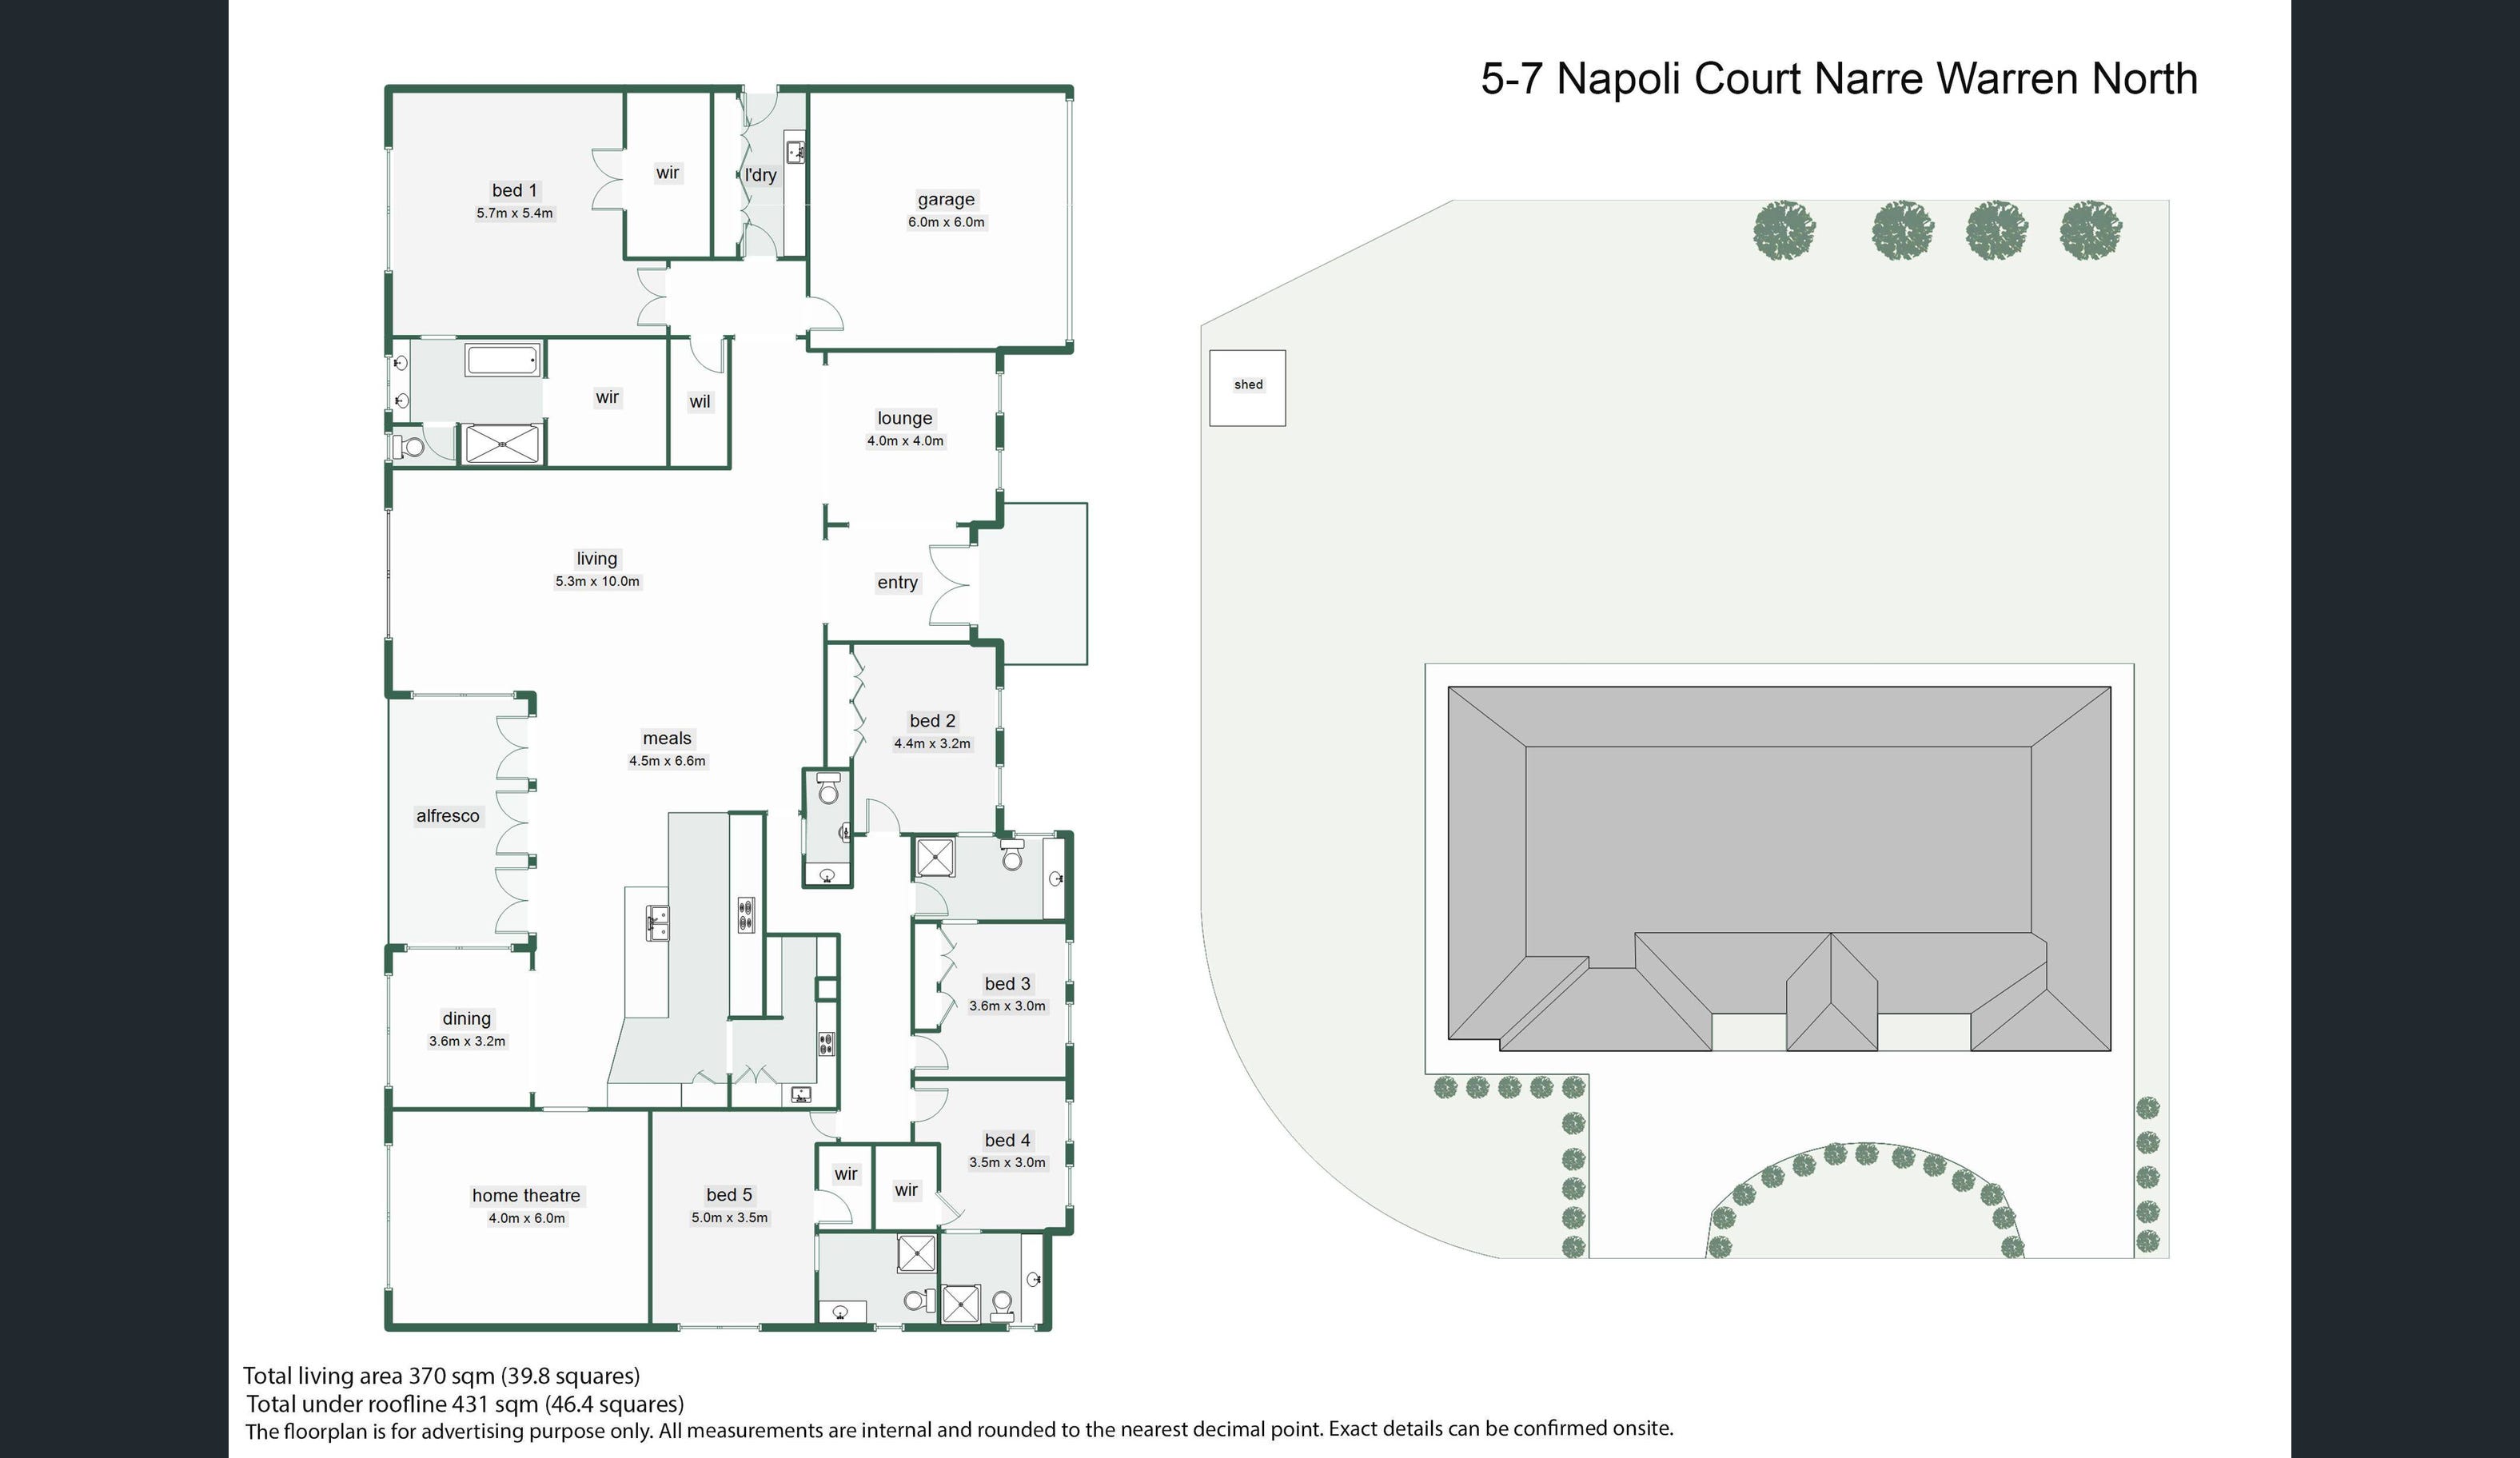 5-7 Napoli Court Narre Warren North
bed 1
5.7m x 5.4m
wir
l'dry
garage
6.0m x 6.0m
wir
wil
lounge
4.0m x 4.0m
living
5.3m x 10.0m
entry
meals
4.5m x 6.6m
bed 2
4.4m x 3.2m
alfresco
dining
3.6m x 3.2m
bed 3
3.6m x 3.0m
bed 4
3.5m x 3.0m
home theatre
4.0m x 6.0m
bed 5
5.0m x 3.5m
wir
wir
shed
Total living area 370 sqm (39.8 squares)
Total under roofline 431 sqm (46.4 squares)
The floorplan is for advertising purpose only. All measurements are internal and rounded to the nearest decimal point. Exact details can be confirmed onsite.